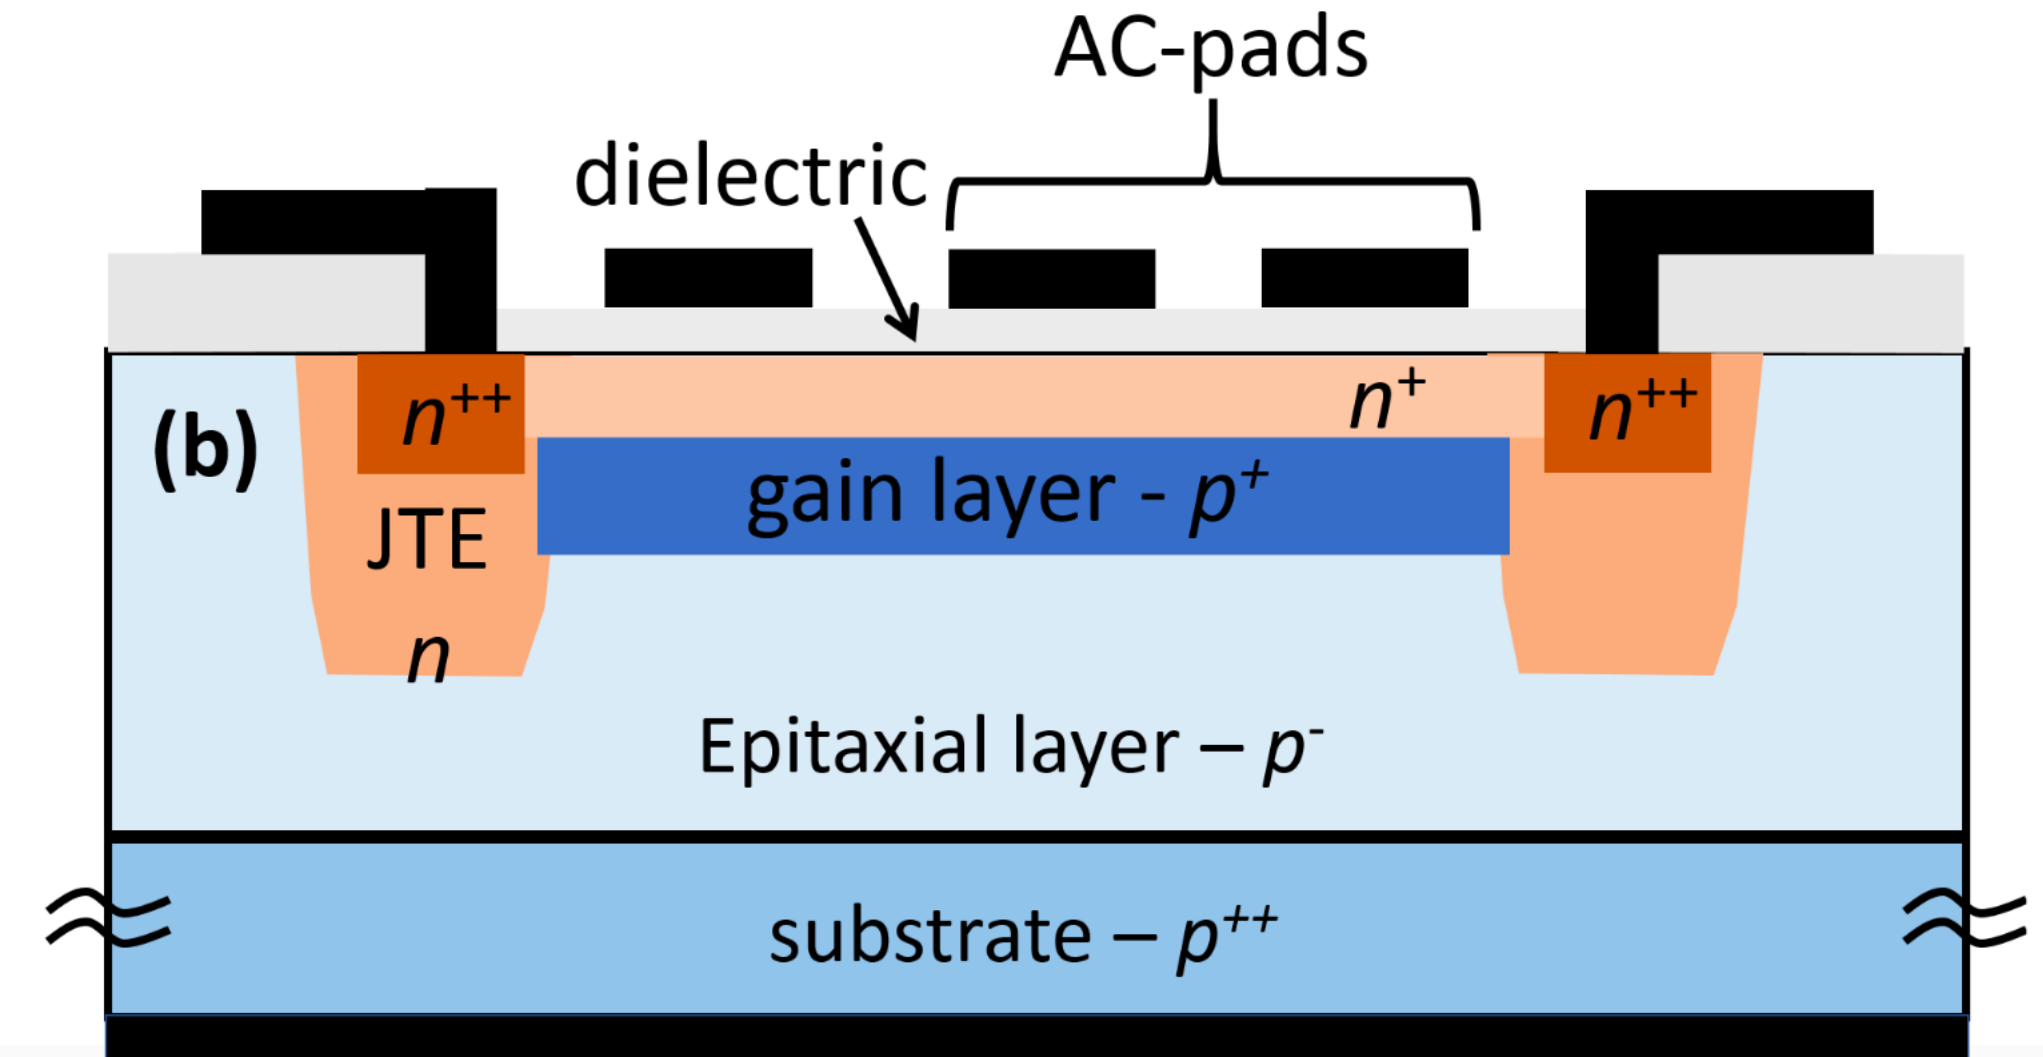 AC-pads
dielectric
(b)
n++
n+
n++
gain layer - p+
JTE
n
Epitaxial layer – p-
substrate – p++